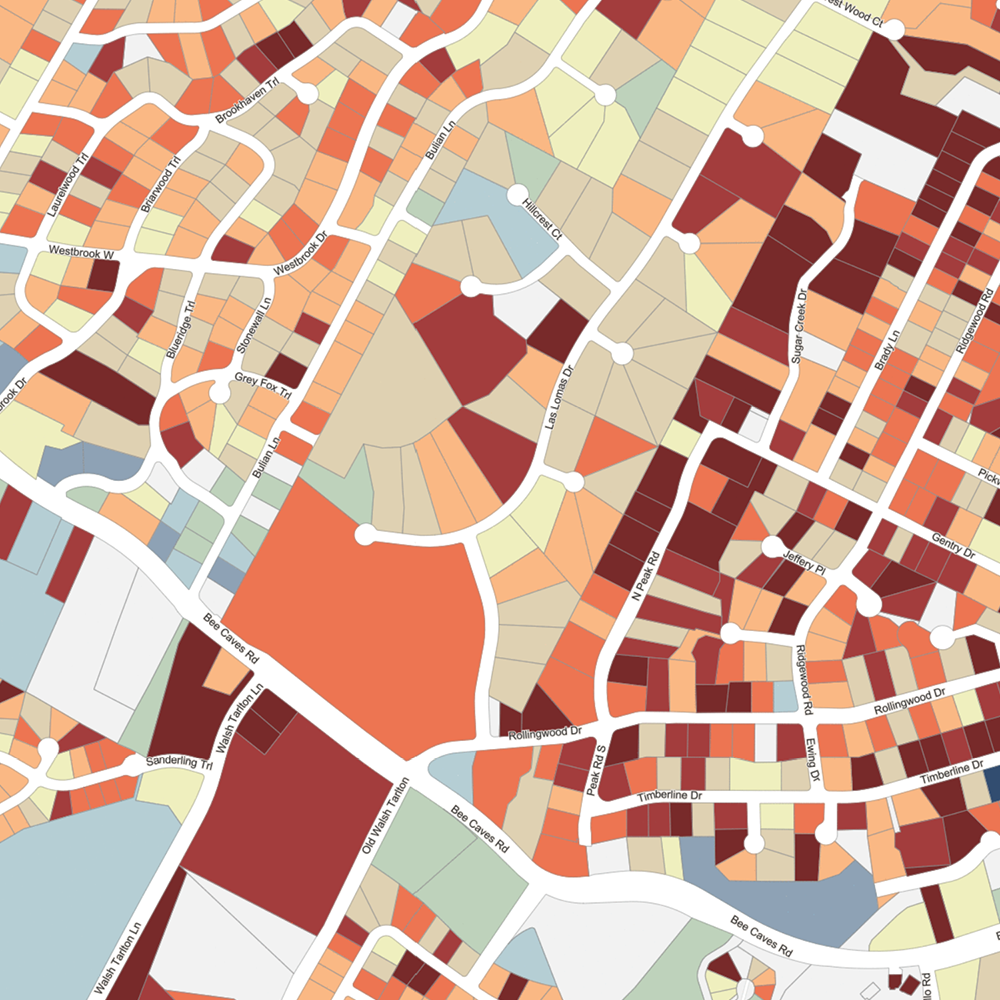 est Wood Ct
Brookhaven Trl
Bulian Ln
Laurelwood Trl
Briarwood Trl
Hillcrest Ct
Westbrook W
Westbrook Dr
Blueridge Trl
Stonewall Ln
Sugar Creek Dr
Brady Ln
Ridgewood Rd
Grey Fox Trl
Las Lomas Dr
brook Dr
Bulian Ln
Pickw
Gentry Dr
Jeffery Pl
N Peak Rd
Bee Caves Rd
Ridgewood Rd
Rollingwood Dr
Walsh Tarlton Ln
Rollingwood Dr
Sanderling Trl
Peak Rd S
Ewing Dr
Timberline Dr
Timberline Dr
Old Walsh Tarlton
Bee Caves Rd
Bee Caves Rd
Walsh Tarlton Ln
llo Rd